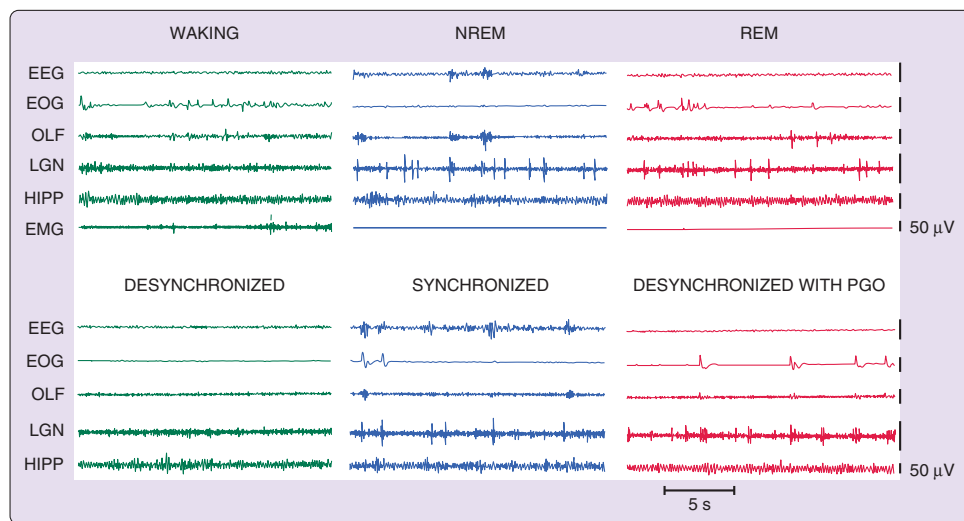 WAKING NREM REM
EEG
EOG
OLF
LGN
HIPP
EMG 50 µV
DESYNCHRONIZED SYNCHRONIZED DESYNCHRONIZED WITH PGO
EEG
EOG
OLF
LGN
HIPP 50 µV
5 s